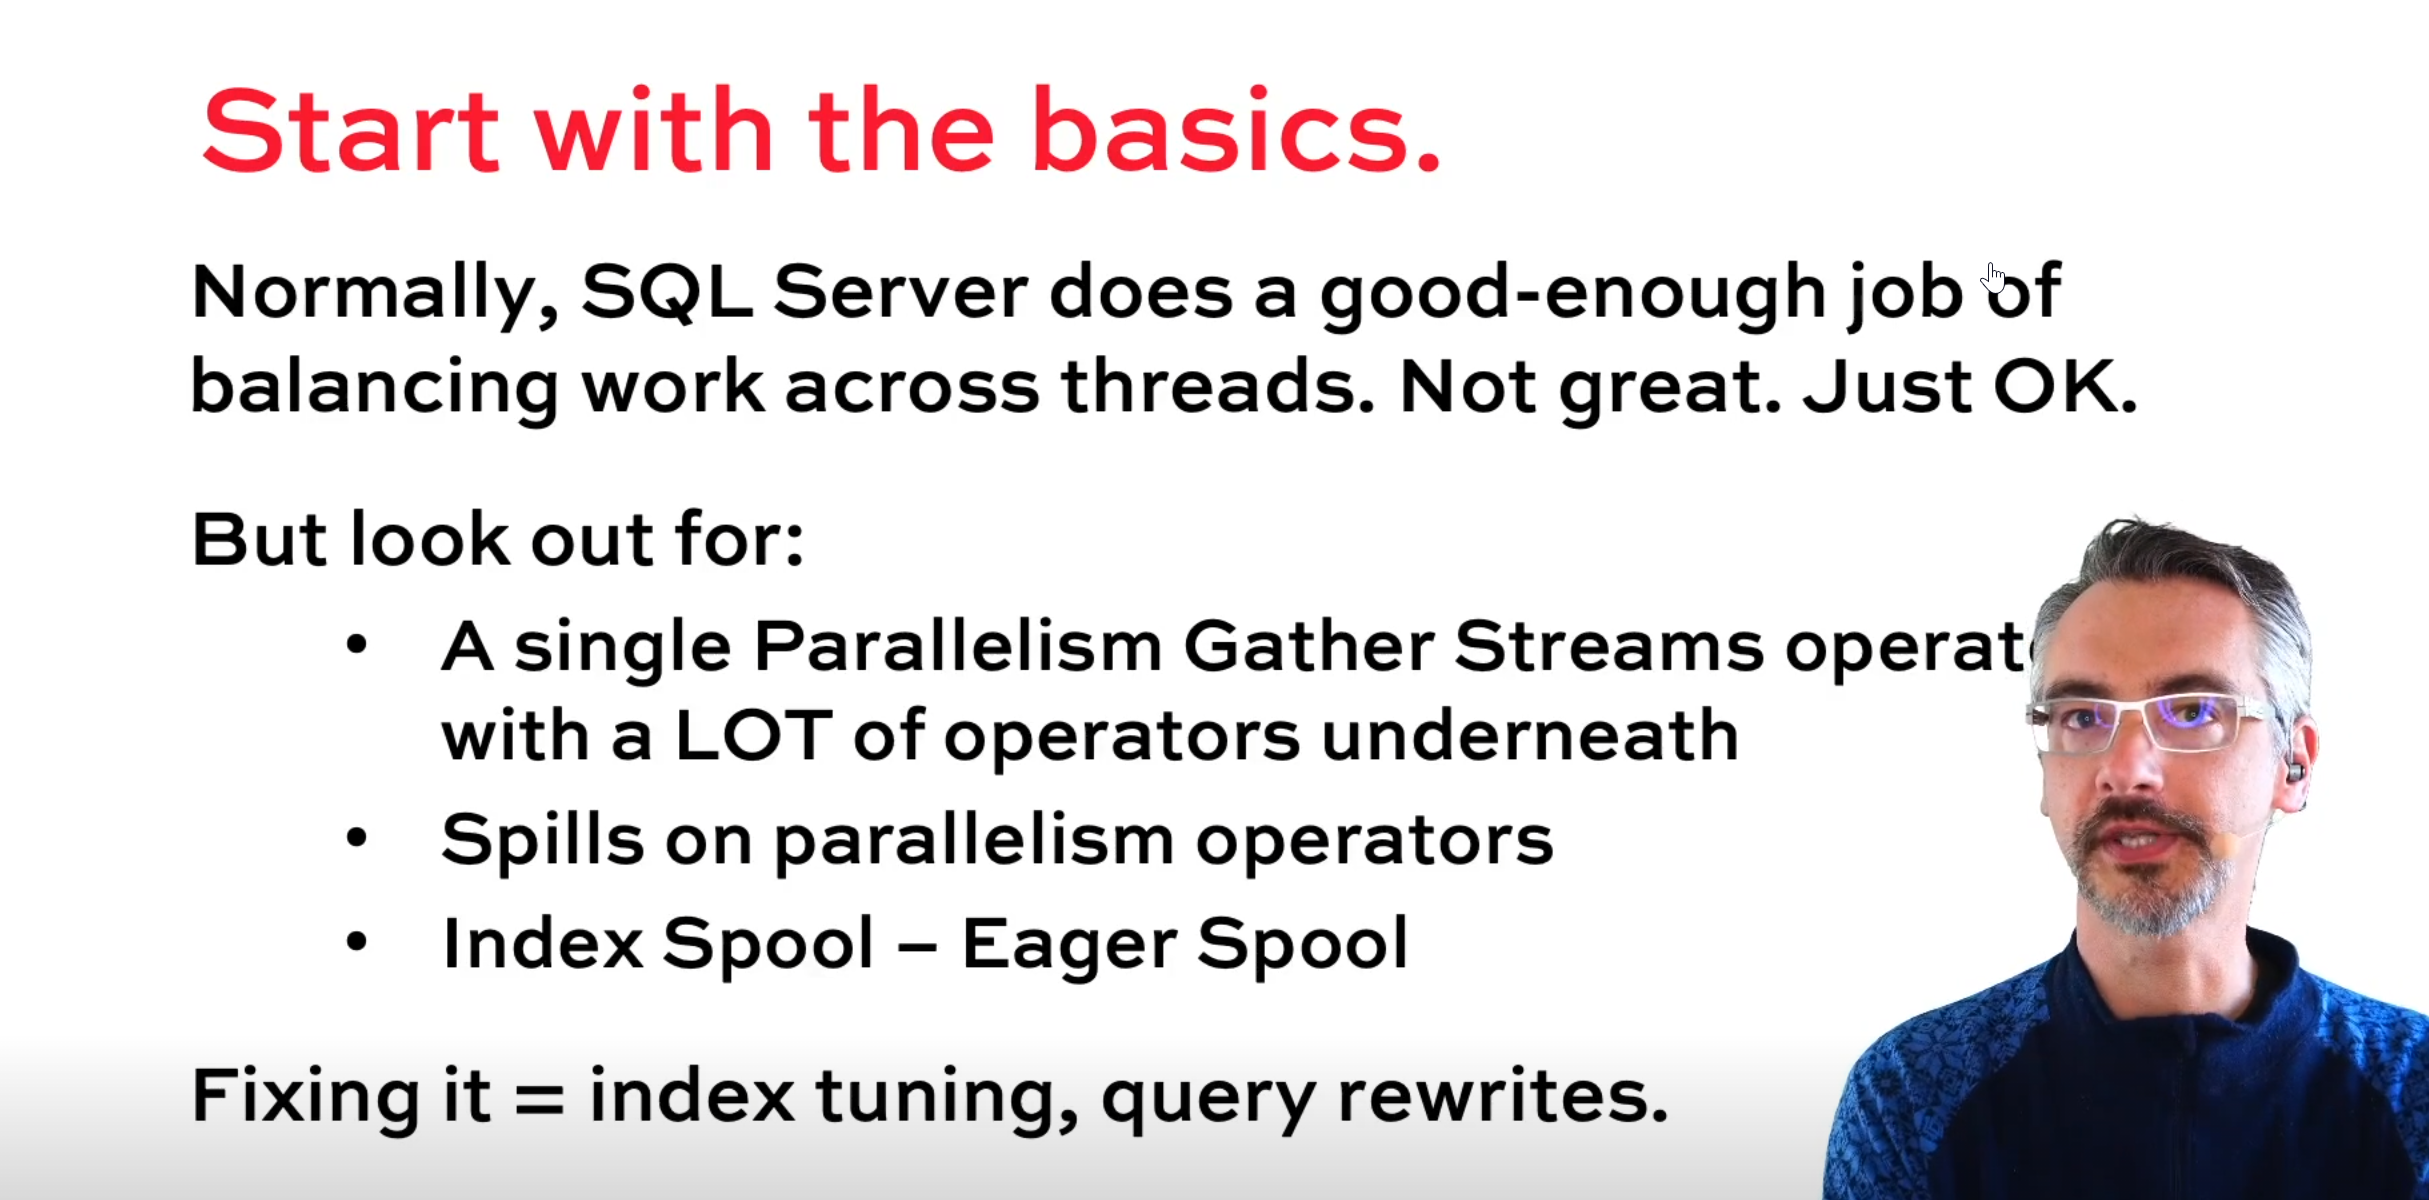 Start with the basics.
Normally, SQL Server does a good-enough job of
balancing work across threads. Not great. Just OK.
But look out for:
• A single Parallelism Gather Streams operat
with a LOT of operators underneath
• Spills on parallelism operators
• Index Spool – Eager Spool
Fixing it = index tuning, query rewrites.